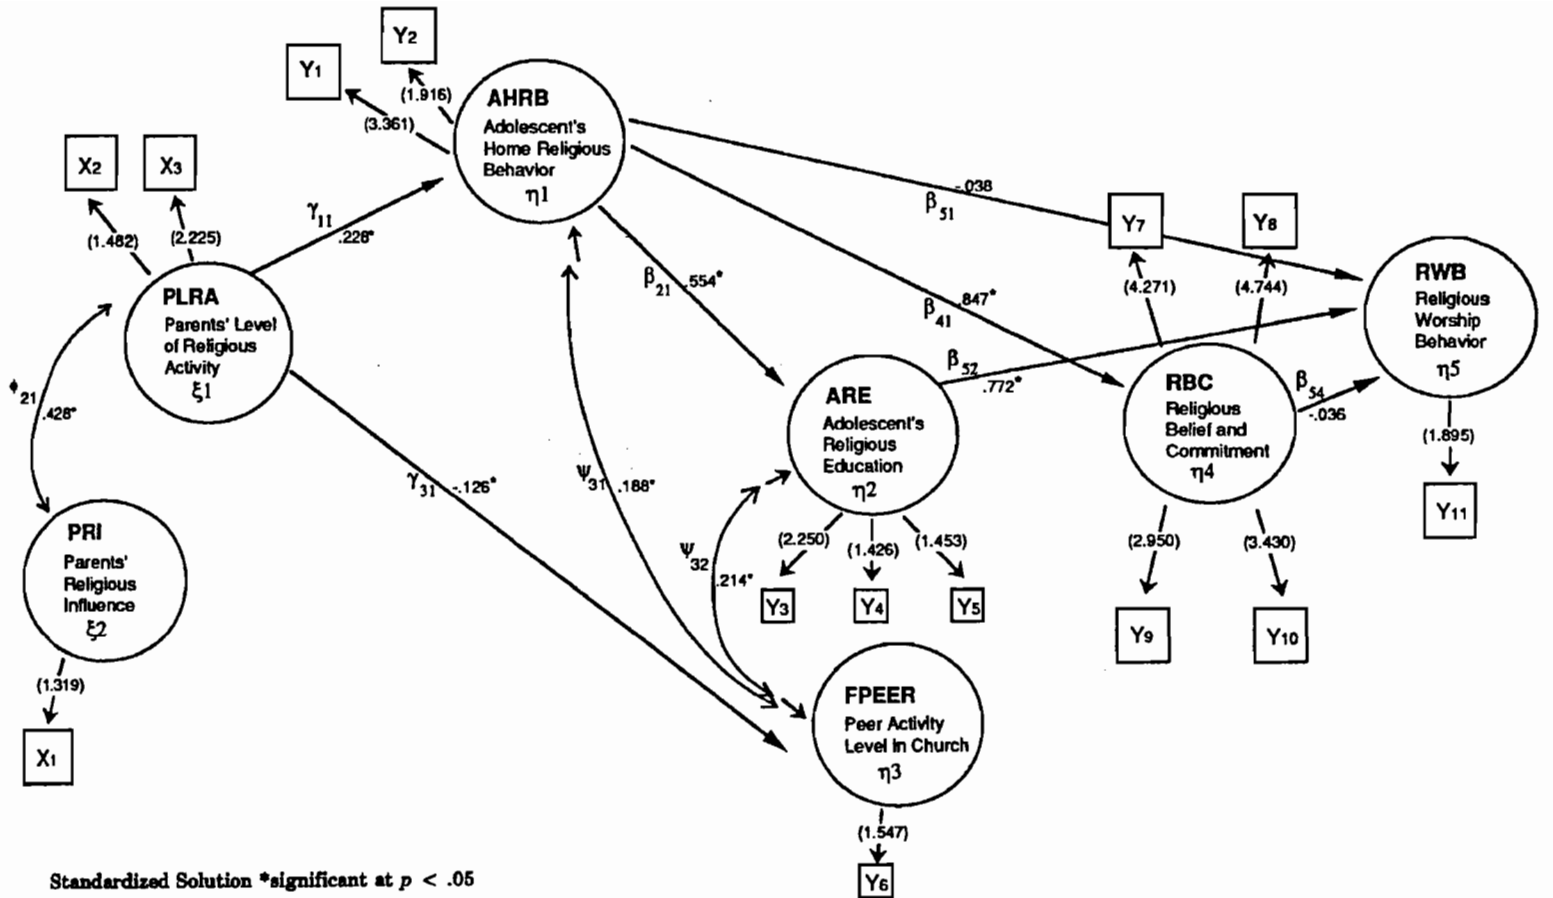 Y1
Y2
(1.916)
(3.361)
AHRB
Adolescent's
Home Religious
Behavior
η1
X2
X3
(1.482)
(2.225)
γ11
.228*
PLRA
Parents' Level
of Religious
Activity
ξ1
ϕ21
.428*
PRI
Parents'
Religious
Influence
ξ2
(1.319)
X1
γ31
-.126*
β21
.554*
β51
-.038
β41
.847*
Ψ31
.188*
Ψ32
.214*
ARE
Adolescent's
Religious
Education
η2
(2.250)
(1.426)
(1.453)
Y3
Y4
Y5
β52
.772*
Y7
Y8
(4.271)
(4.744)
RBC
Religious
Belief and
Commitment
η4
(2.950)
(3.430)
Y9
Y10
β54
-.036
RWB
Religious
Worship
Behavior
η5
(1.895)
Y11
FPEER
Peer Activity
Level in Church
η3
(1.547)
Y6
Standardized Solution *significant at p < .05